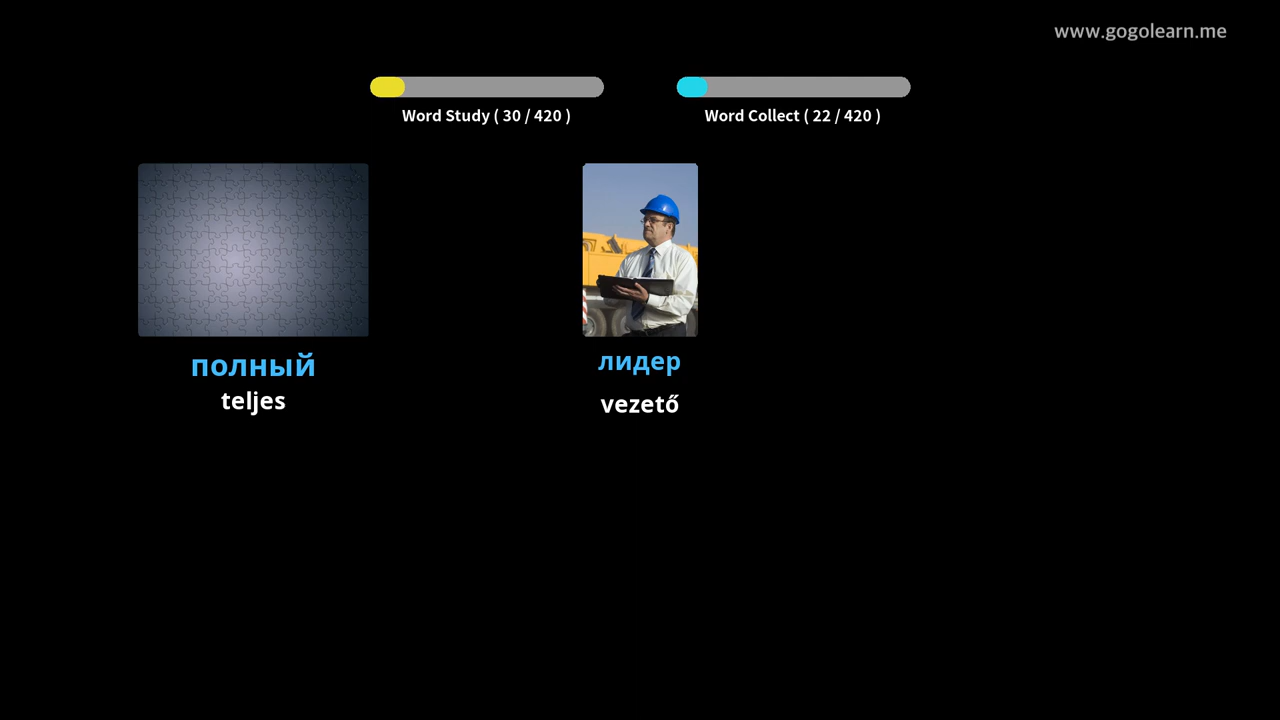 www.gogolearn.me
Word Study ( 30 / 420 )
Word Collect ( 22 / 420 )
полный
teljes
лидер
vezető